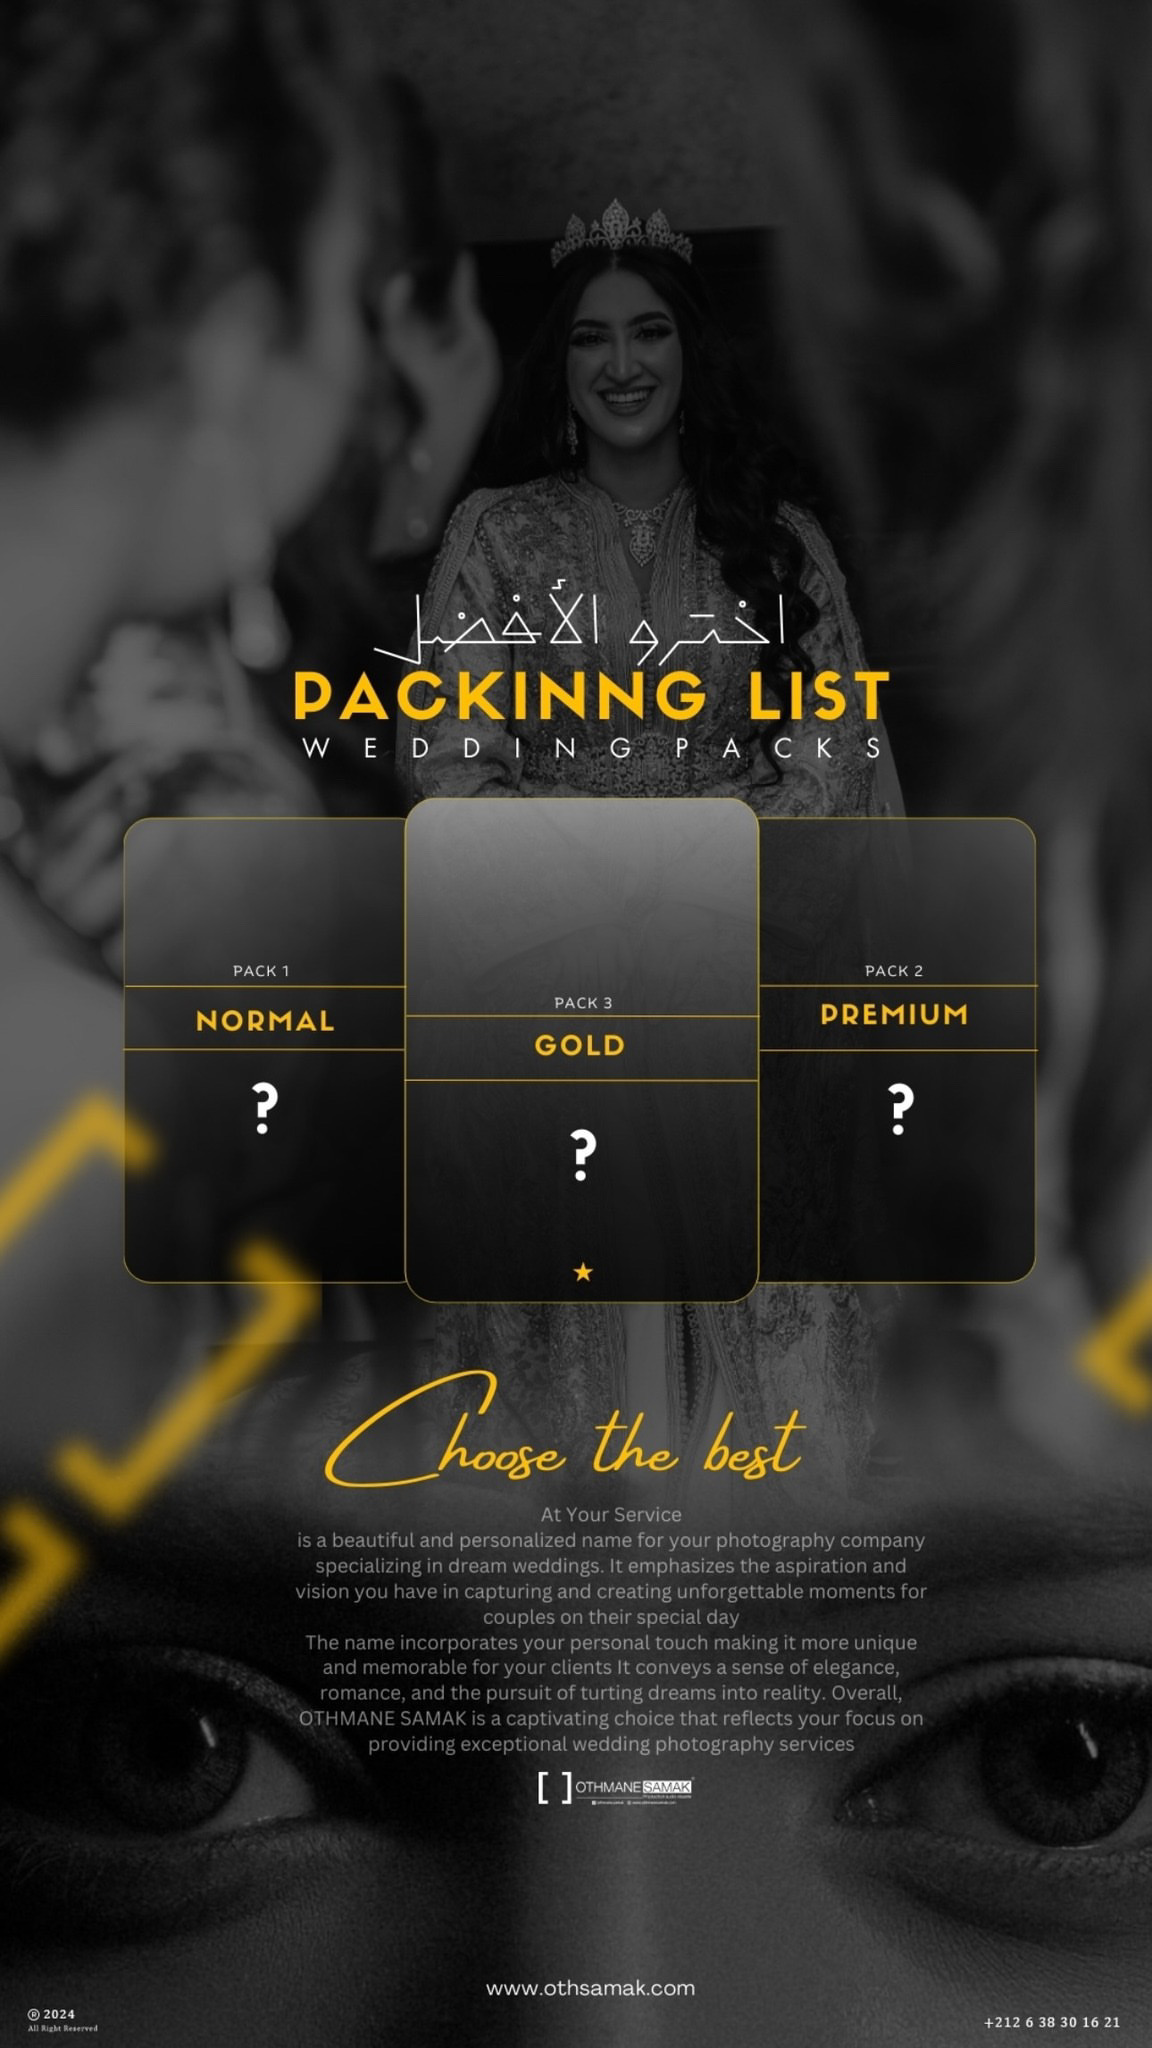 اختارو الأفضل
PACKINNG LIST
WEDDING PACKS
PACK 1
NORMAL
?
PACK 3
GOLD
?
PACK 2
PREMIUM
?
Choose the best
At Your Service
is a beautiful and personalized name for your photography company
specializing in dream weddings. It emphasizes the aspiration and
vision you have in capturing and creating unforgettable moments for
couples on their special day
The name incorporates your personal touch making it more unique
and memorable for your clients It conveys a sense of elegance,
romance, and the pursuit of turting dreams into reality. Overall,
OTHMANE SAMAK is a captivating choice that reflects your focus on
providing exceptional wedding photography services
[ ] OTHMANE SAMAK
www.othsamak.com
® 2024
All Right Reserved
+212 6 38 30 16 21